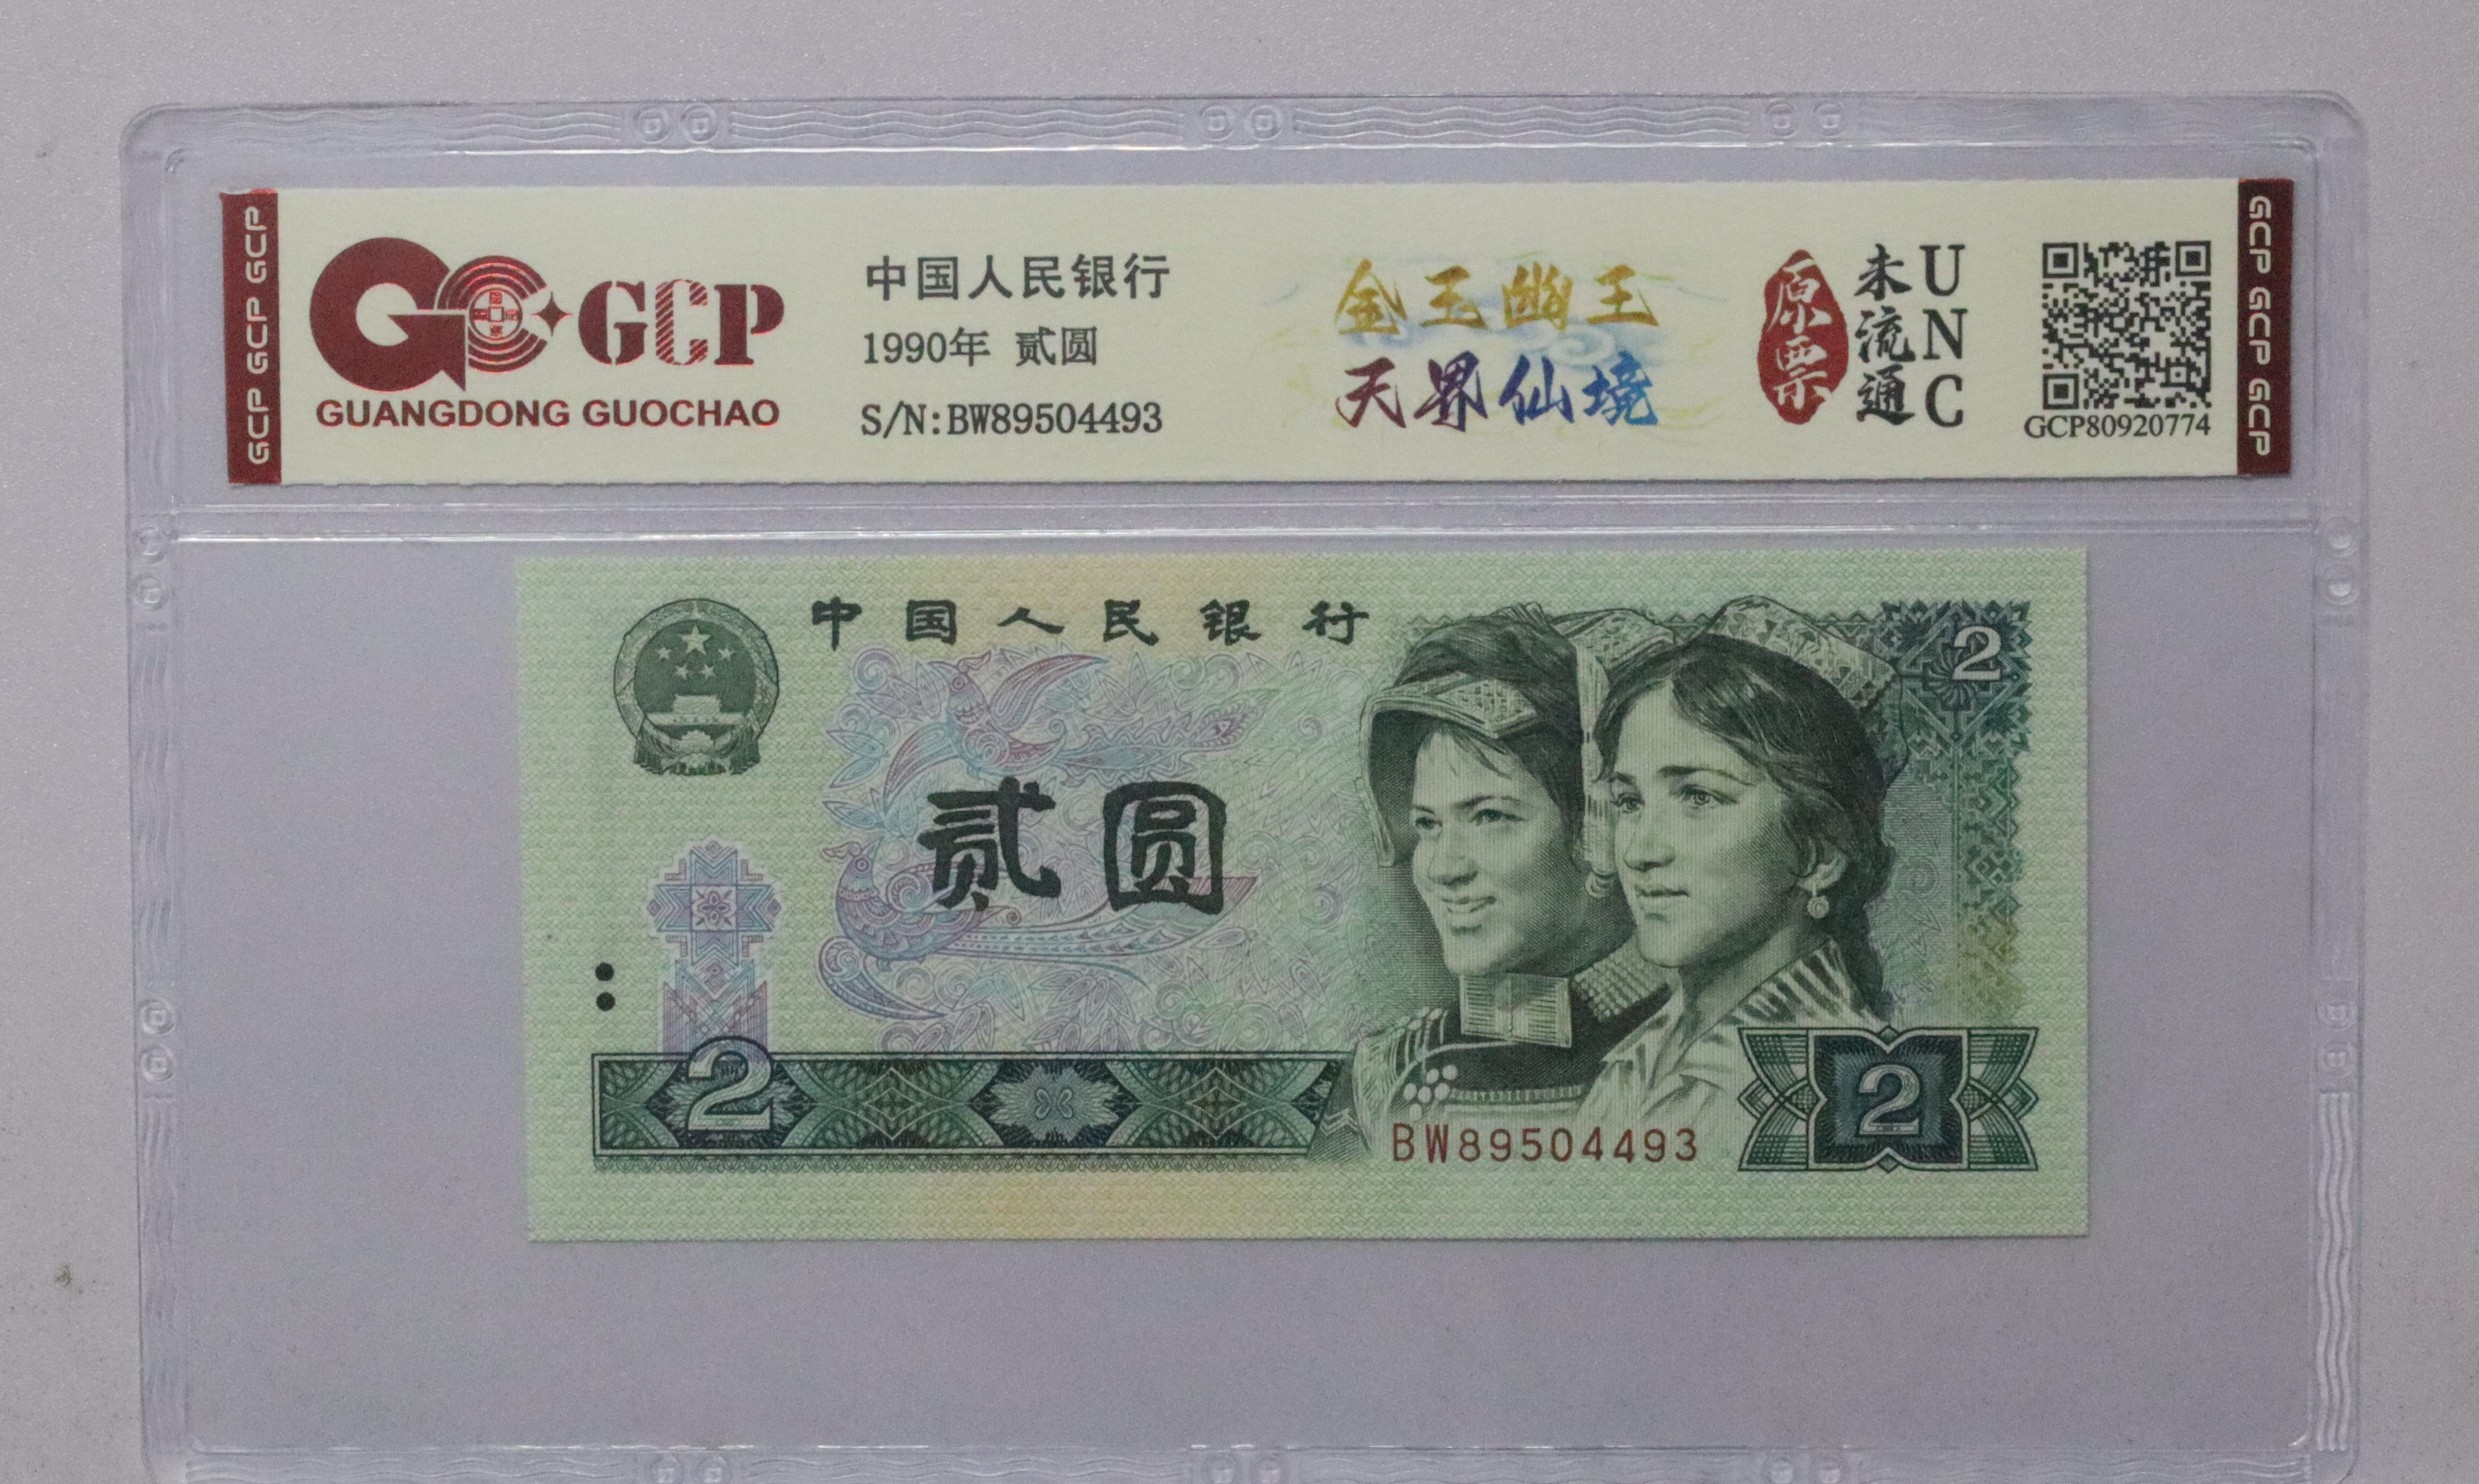 GCP GCP GCP
GCP
GUANGDONG GUOCHAO
中国人民银行
1990年 贰圆
S/N:BW89504493
金玉幽王
天界仙境
原票
未流通
UNC
GCP80920774
GCP GCP GCP
中国人民银行
2
贰圆
2
BW89504493
2